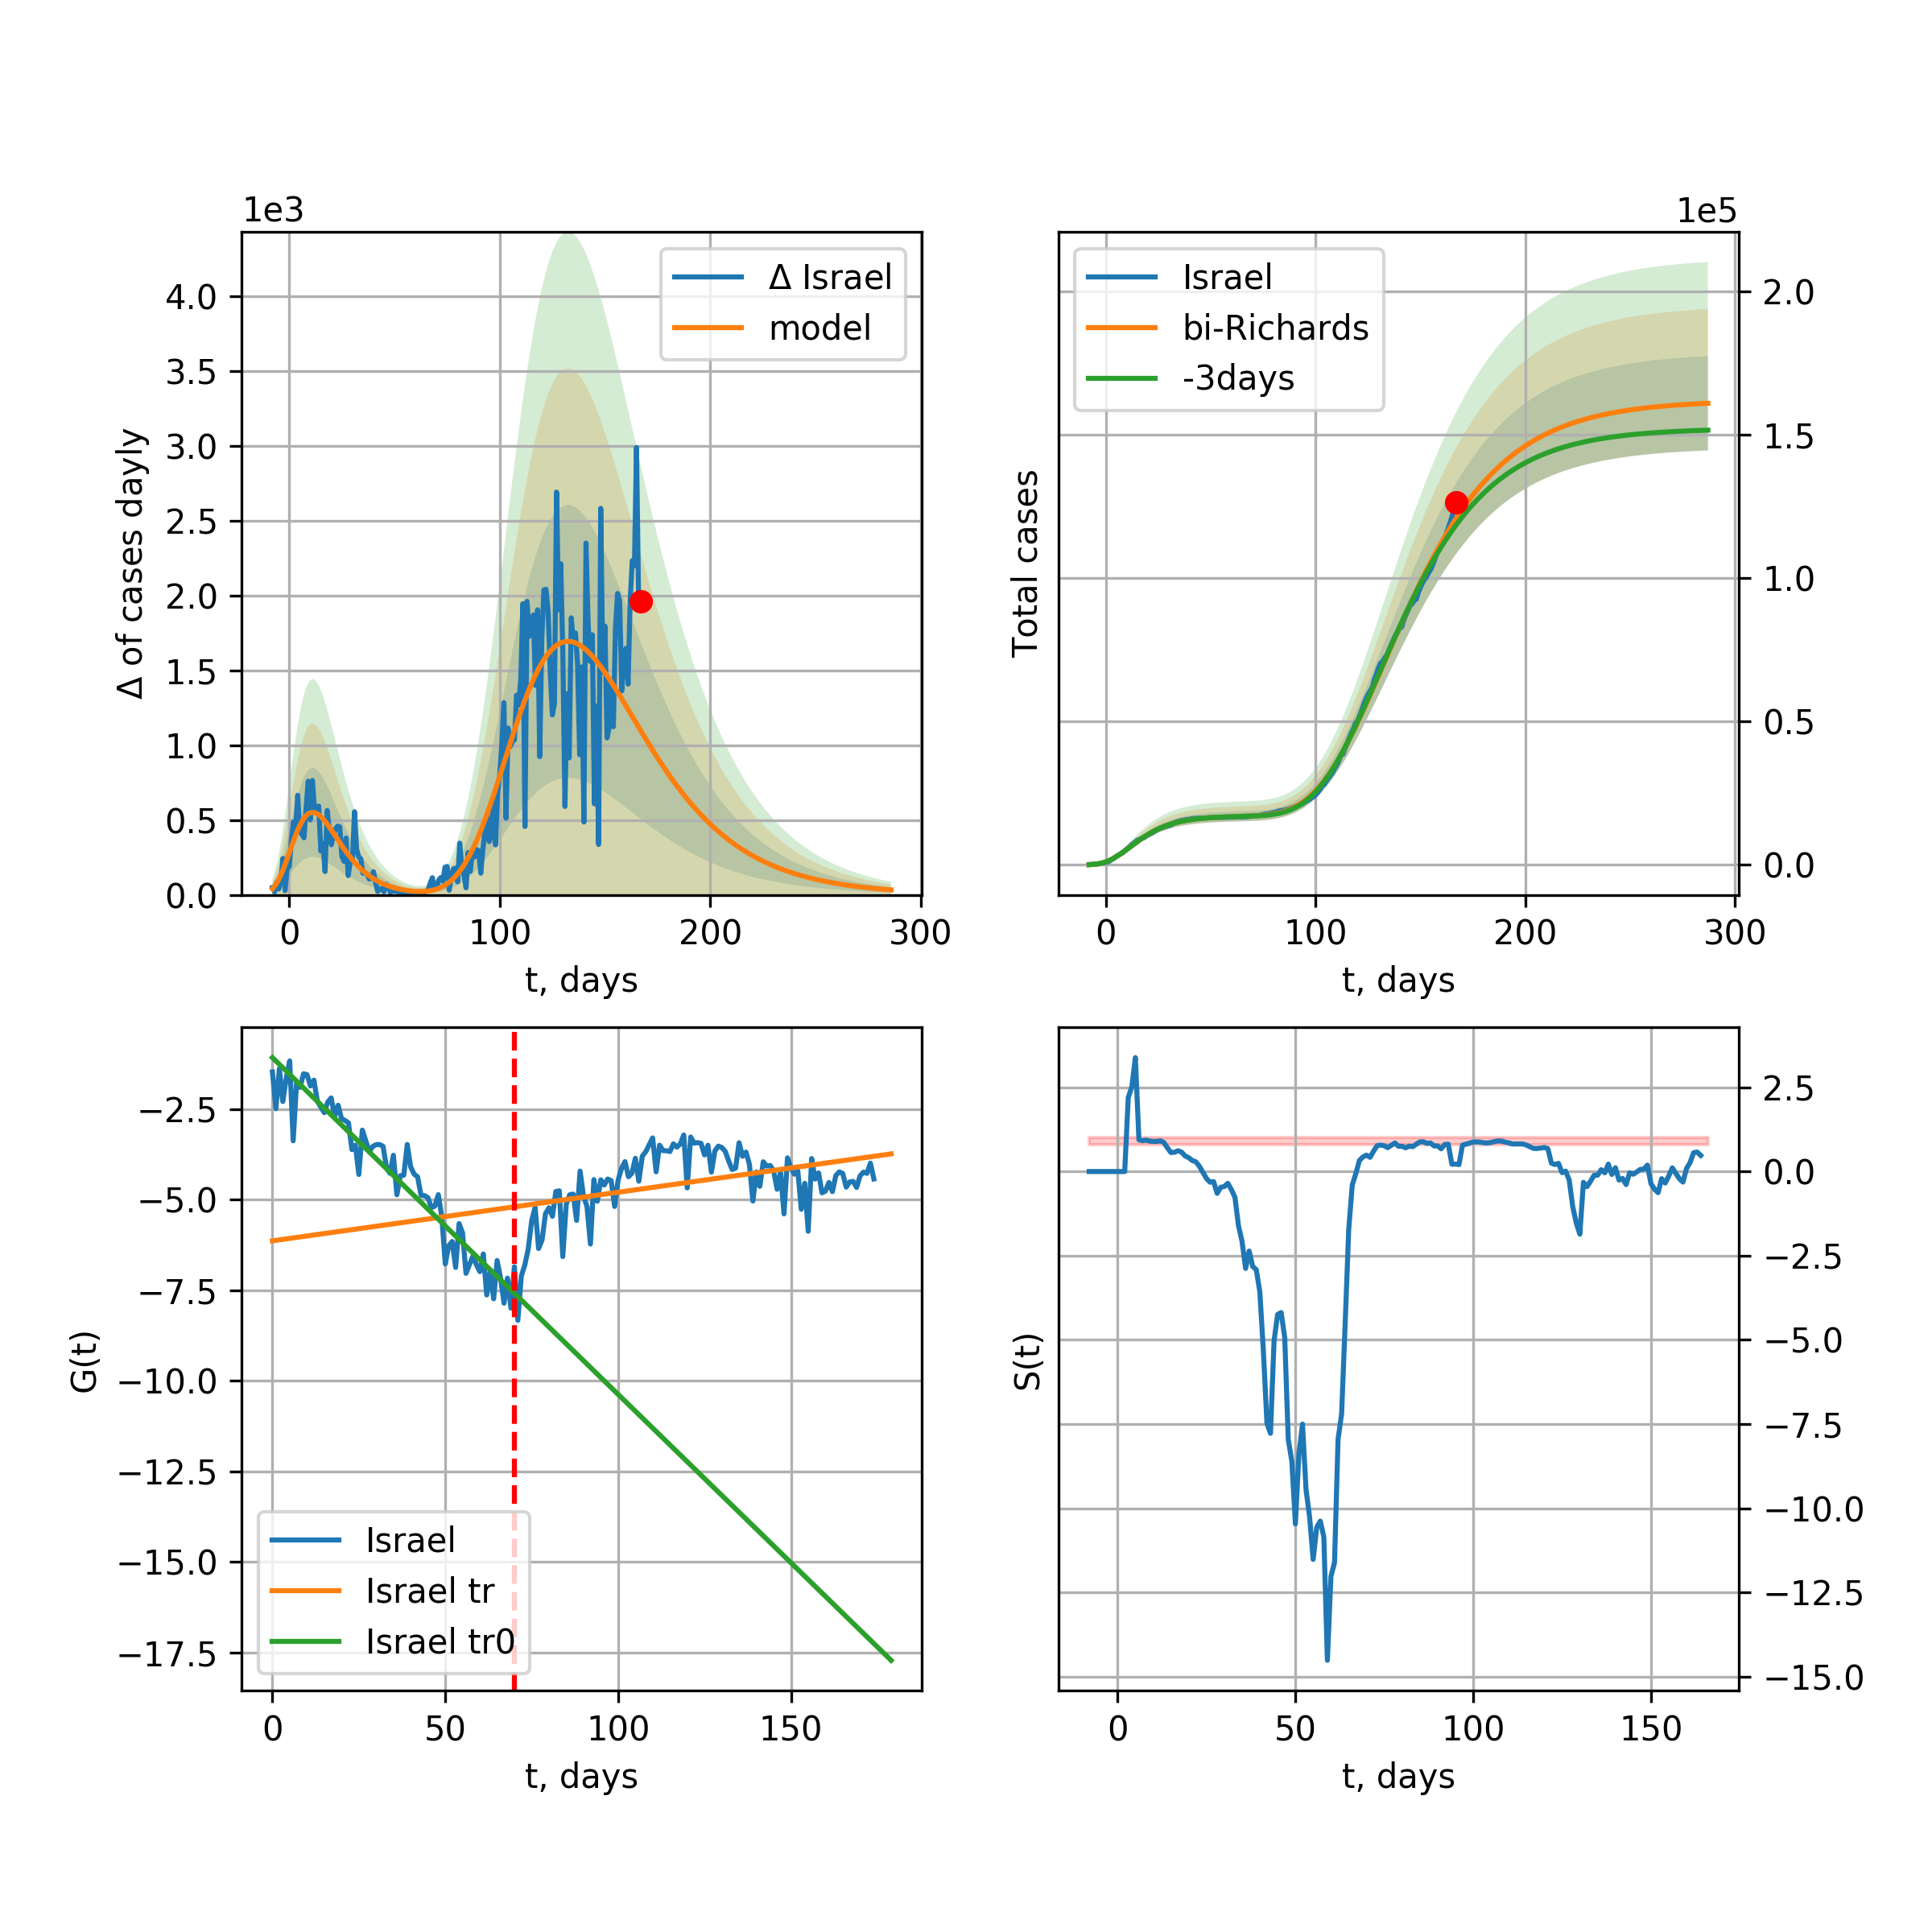 1e3
Δ Israel
model
4.0
3.5
3.0
2.5
2.0
1.5
1.0
0.5
0.0
Δ of cases dayly
0 100 200 300
t, days
1e5
Israel
bi-Richards
-3days
2.0
1.5
1.0
0.5
0.0
Total cases
0 100 200 300
t, days
−2.5
−5.0
−7.5
−10.0
−12.5
−15.0
−17.5
G(t)
Israel
Israel tr
Israel tr0
0 50 100 150
t, days
2.5
0.0
−2.5
−5.0
−7.5
−10.0
−12.5
−15.0
S(t)
0 50 100 150
t, days